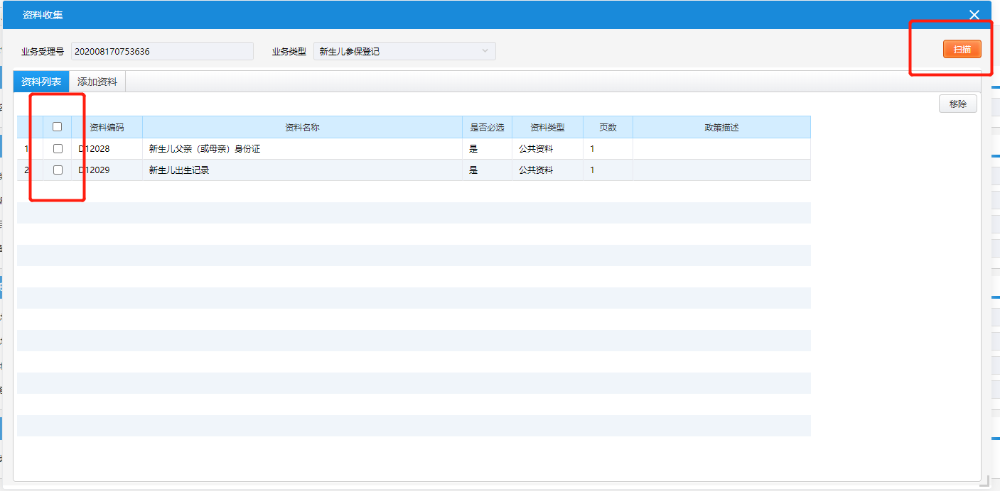 资料收集
业务受理号 202008170753636 业务类型 新生儿参保登记 扫描
资料列表 添加资料
移除
资料编码 资料名称 是否必选 资料类型 页数 政策描述
1 D12028 新生儿父亲（或母亲）身份证 是 公共资料 1
2 D12029 新生儿出生记录 是 公共资料 1